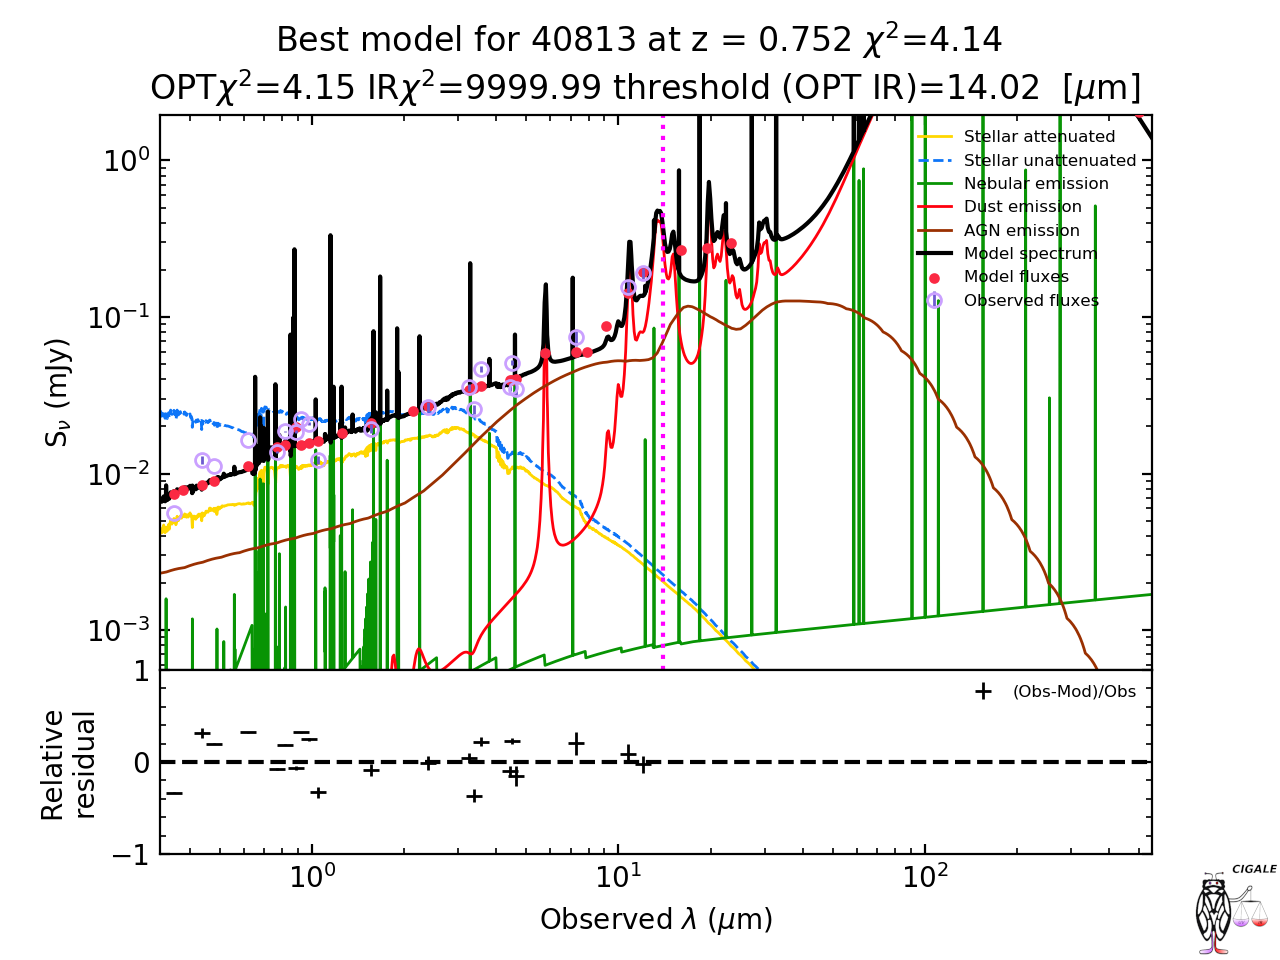 Best model for 40813 at z = 0.752 χ²=4.14
OPTχ²=4.15 IRχ²=9999.99 threshold (OPT IR)=14.02 [μm]
10⁰
10⁻¹
10⁻²
10⁻³
S_ν (mJy)
Stellar attenuated
Stellar unattenuated
Nebular emission
Dust emission
AGN emission
Model spectrum
Model fluxes
Observed fluxes
1
0
−1
Relative
residual
(Obs-Mod)/Obs
10⁰
10¹
10²
Observed λ (μm)
CIGALE